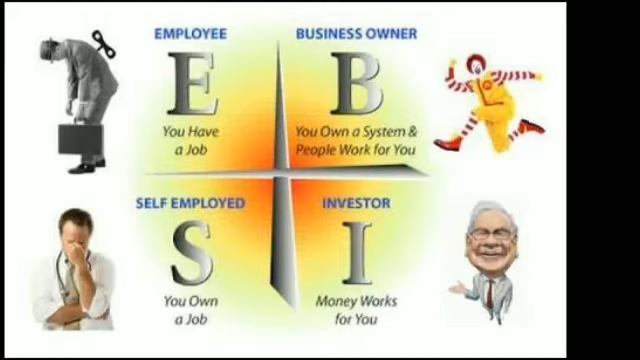 EMPLOYEE
E
You Have
a Job
BUSINESS OWNER
B
You Own a System &
People Work for You
SELF EMPLOYED
S
You Own
a Job
INVESTOR
I
Money Works
for You